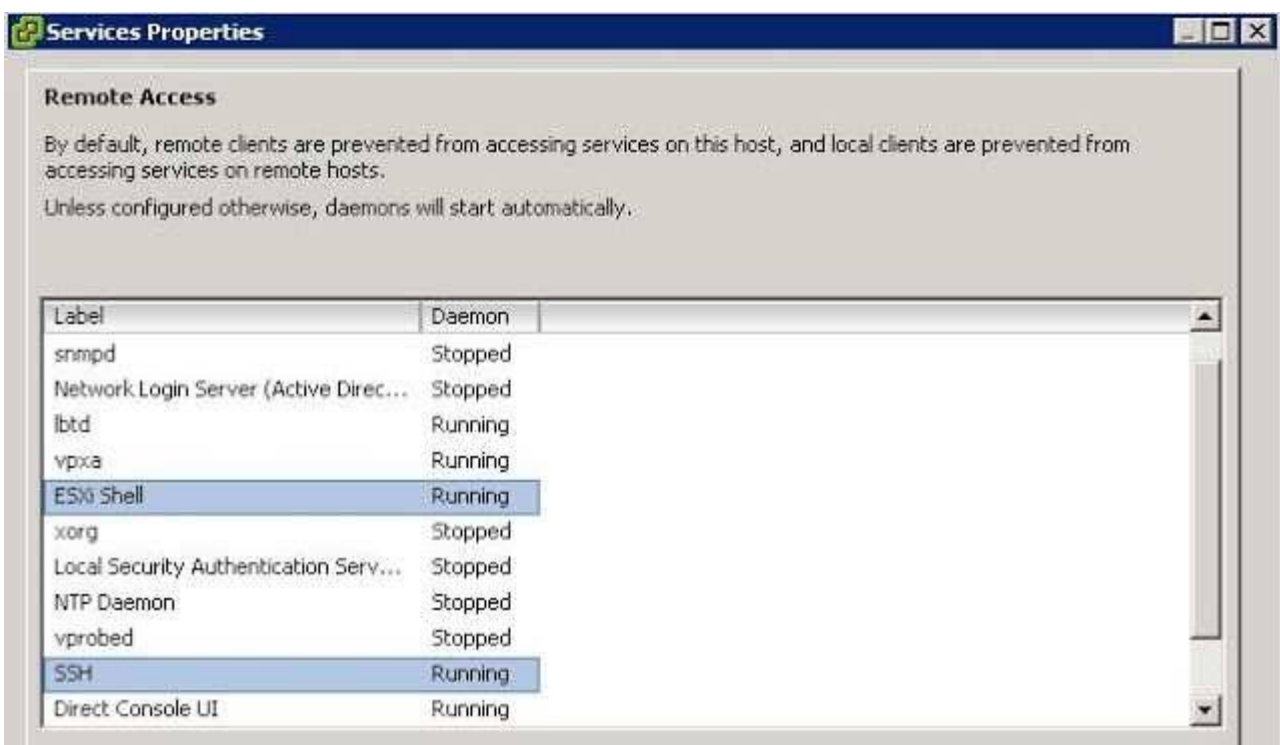 Services Properties
Remote Access
By default, remote clients are prevented from accessing services on this host, and local clients are prevented from
accessing services on remote hosts.
Unless configured otherwise, daemons will start automatically.
Label Daemon
snmpd Stopped
Network Login Server (Active Direc... Stopped
lbtd Running
vpxa Running
ESXi Shell Running
xorg Stopped
Local Security Authentication Serv... Stopped
NTP Daemon Stopped
vprobed Stopped
SSH Running
Direct Console UI Running